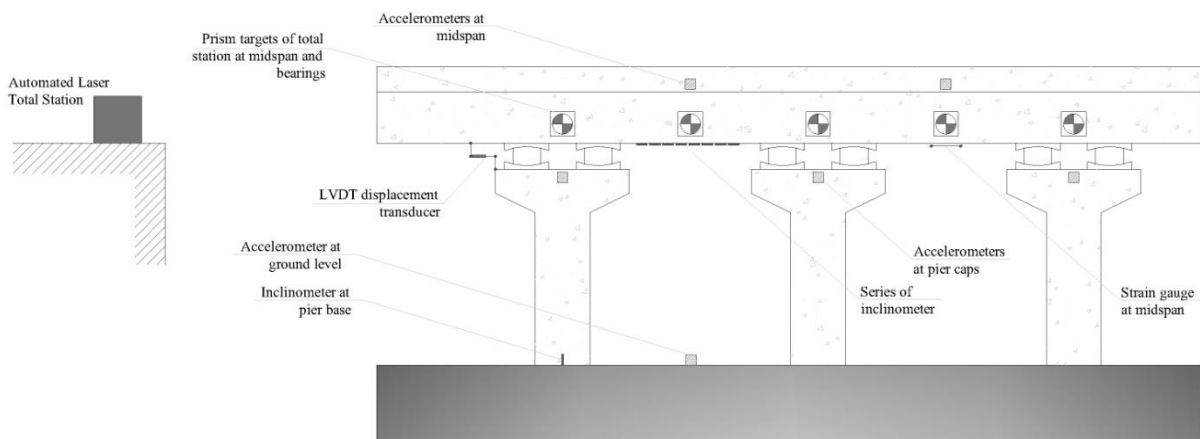 Accelerometers at
midspan
Prism targets of total
station at midspan and
bearings
Automated Laser
Total Station
LVDT displacement
transducer
Accelerometer at
ground level
Inclinometer at
pier base
Accelerometers
at pier caps
Series of
inclinometer
Strain gauge
at midspan